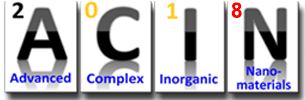 2 0 1 8
A C I N
Advanced Complex Inorganic Nano-
materials